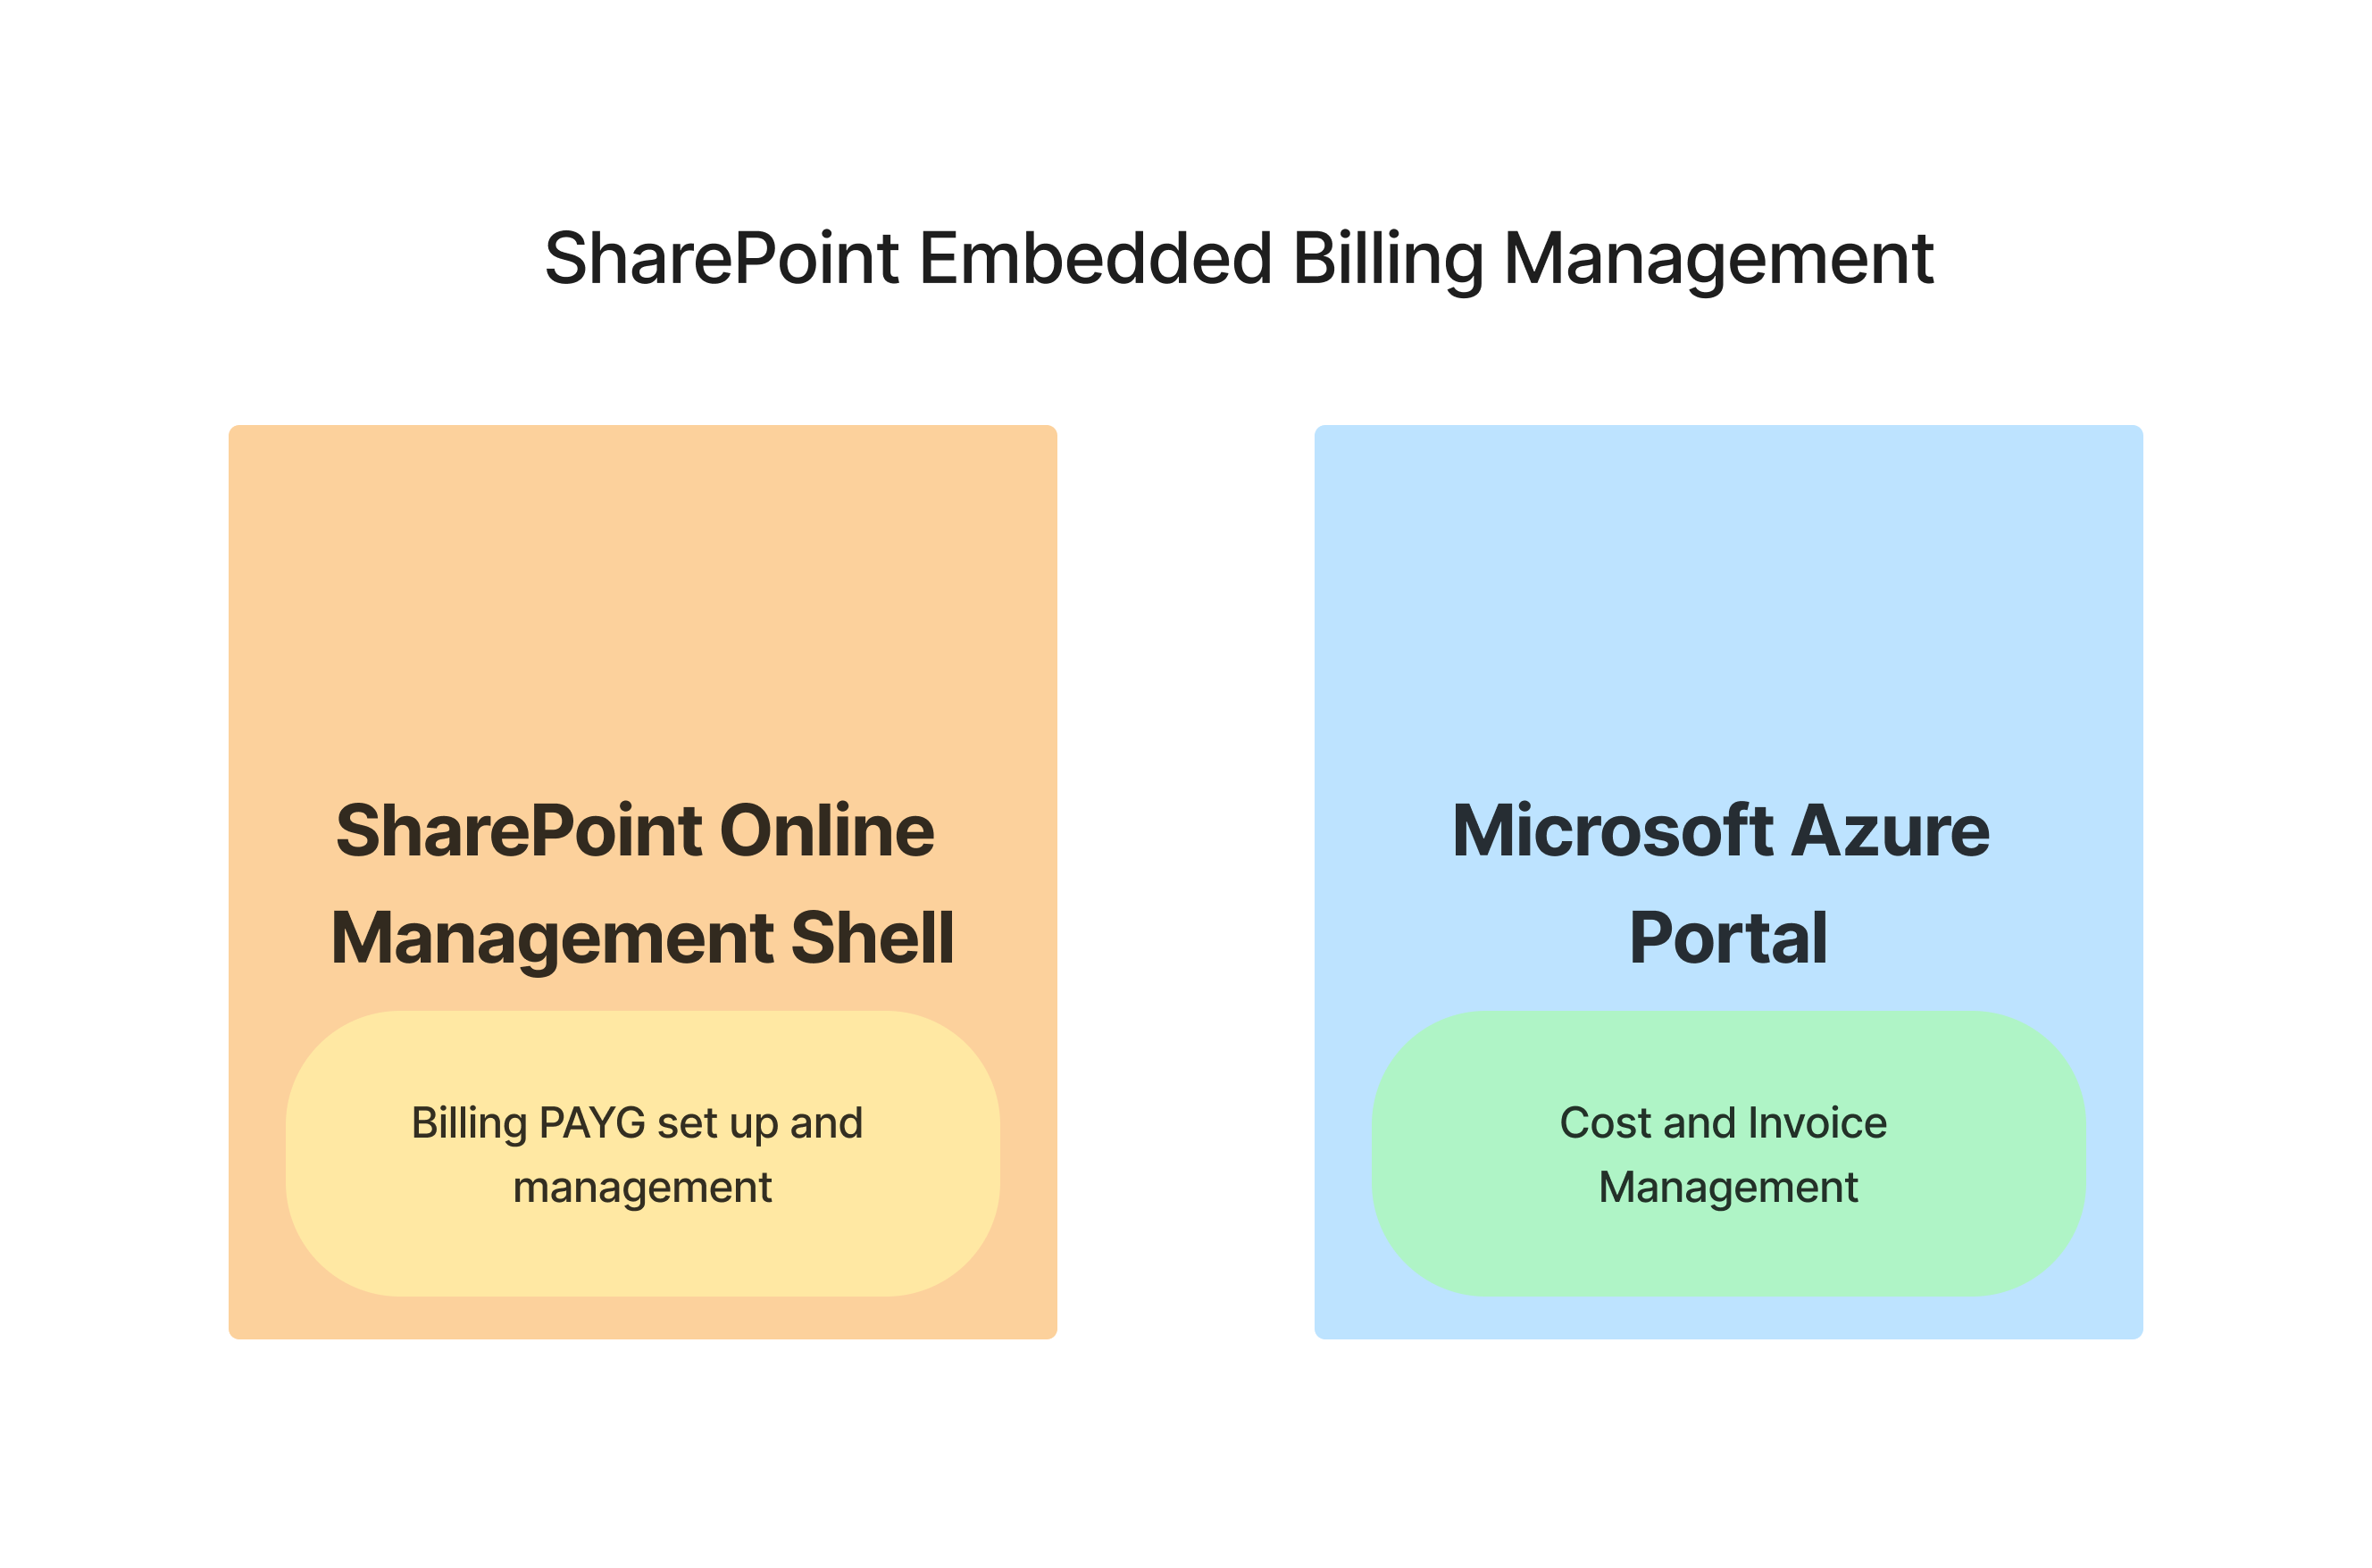 SharePoint Embedded Billing Management
SharePoint Online
Management Shell
Billing PAYG set up and
management
Microsoft Azure
Portal
Cost and Invoice
Management